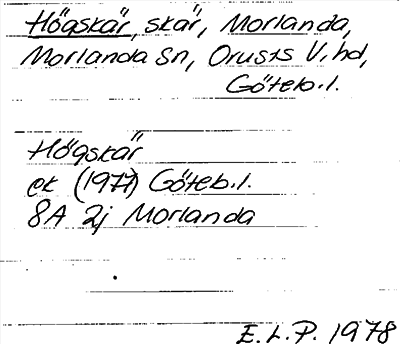 Högskär, skär, Morlanda,
Morlanda sn, Orusts V. hd,
Göteb. l.
Högskär
ek (1977) Göteb. l.
8A 2j Morlanda
E. L. P. 1978